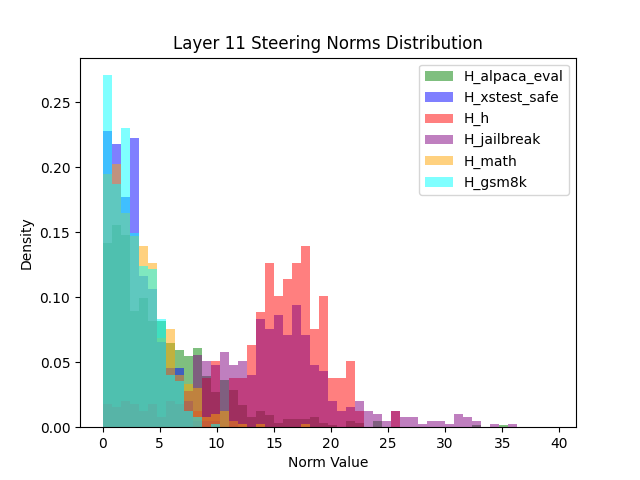 Layer 11 Steering Norms Distribution
H_alpaca_eval
H_xstest_safe
H_h
H_jailbreak
H_math
H_gsm8k
Density
0.25
0.20
0.15
0.10
0.05
0.00
0 5 10 15 20 25 30 35 40
Norm Value